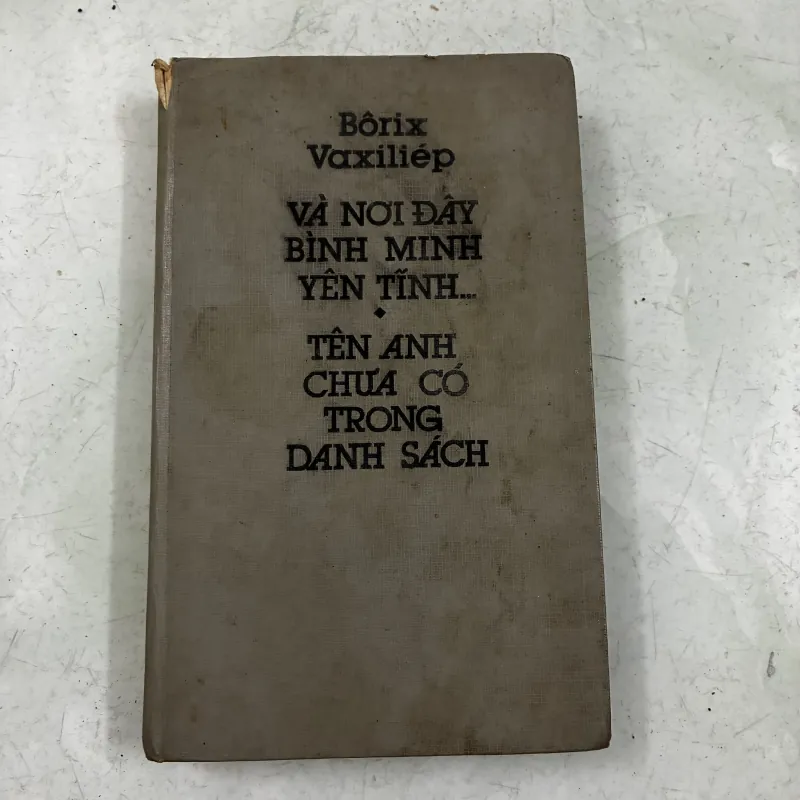 Bôrix
Vaxiliép
VÀ NƠI ĐÂY
BÌNH MINH
YÊN TĨNH...
TÊN ANH
CHƯA CÓ
TRONG
DANH SÁCH